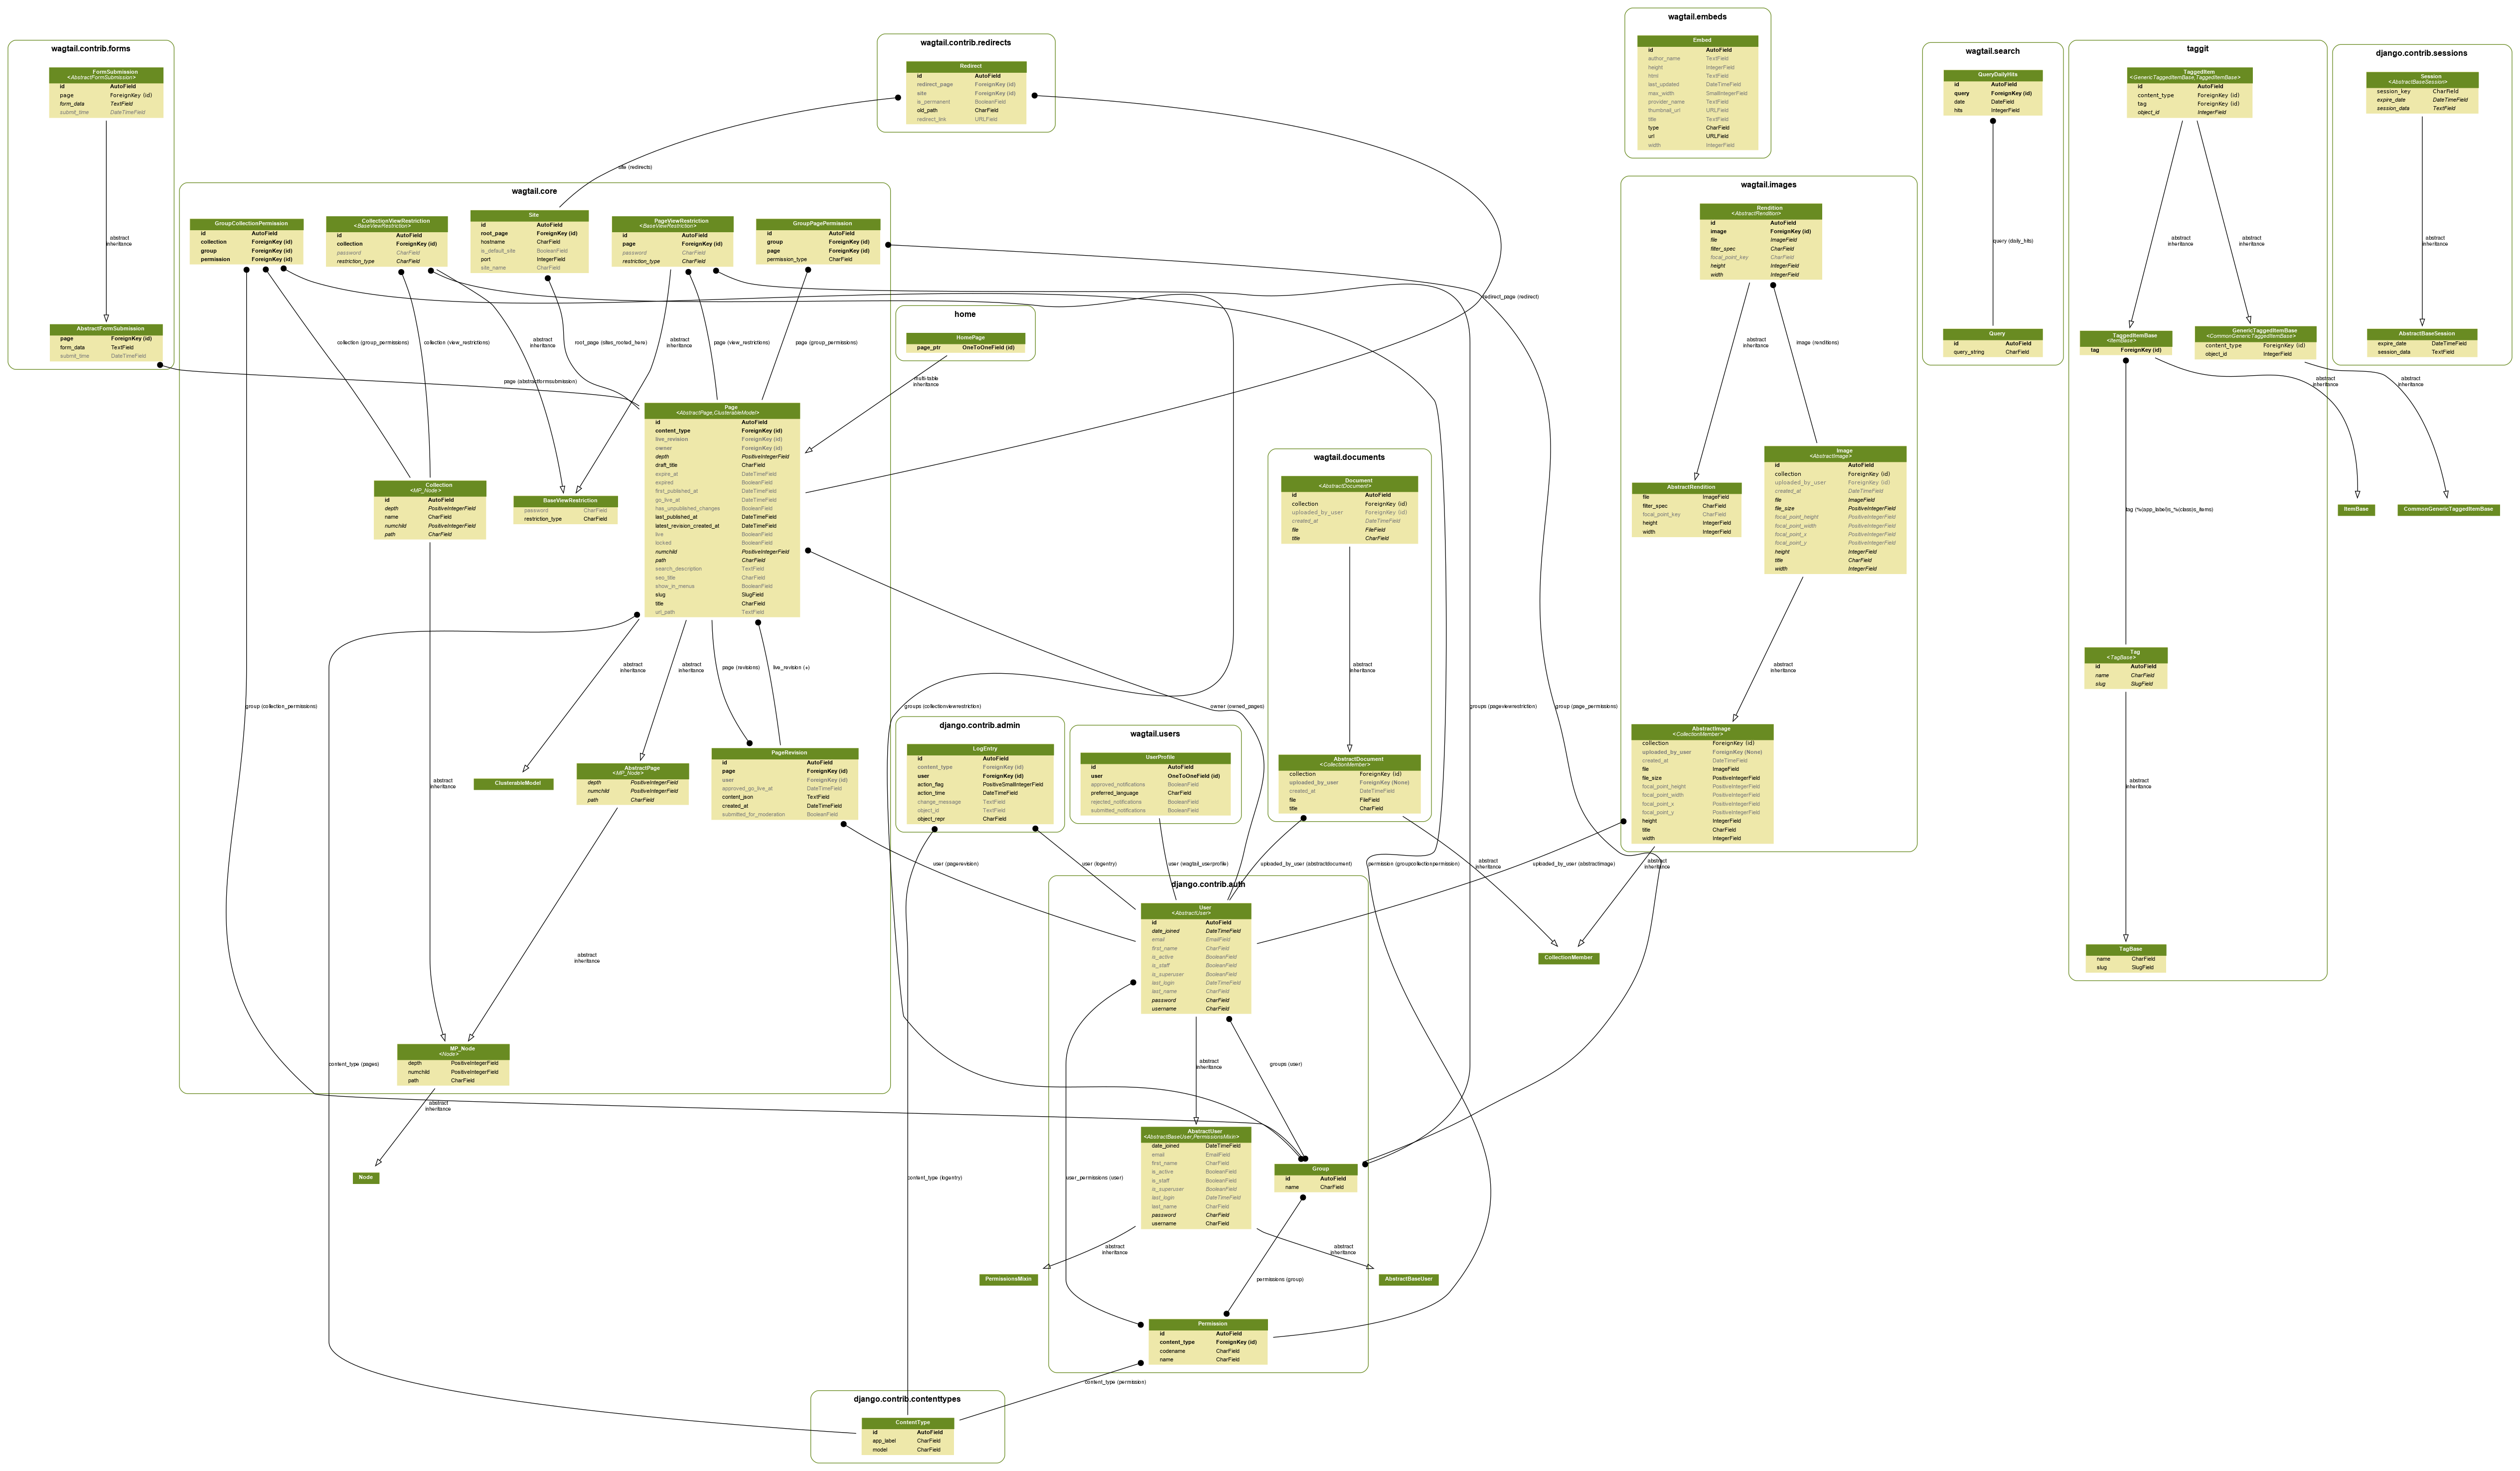 wagtail.contrib.forms
FormSubmission
<AbstractFormSubmission>
id AutoField
page ForeignKey (id)
form_data TextField
submit_time DateTimeField
abstract
inheritance
AbstractFormSubmission
page ForeignKey (id)
form_data TextField
submit_time DateTimeField
wagtail.contrib.redirects
Redirect
id AutoField
redirect_page ForeignKey (id)
site ForeignKey (id)
is_permanent BooleanField
old_path CharField
redirect_link URLField
site (redirects)
redirect_page (redirect)
wagtail.core
GroupCollectionPermission
id AutoField
collection ForeignKey (id)
group ForeignKey (id)
permission ForeignKey (id)
CollectionViewRestriction
<BaseViewRestriction>
id AutoField
collection ForeignKey (id)
password CharField
restriction_type CharField
Site
id AutoField
root_page ForeignKey (id)
hostname CharField
is_default_site BooleanField
port IntegerField
site_name CharField
PageViewRestriction
<BaseViewRestriction>
id AutoField
page ForeignKey (id)
password CharField
restriction_type CharField
GroupPagePermission
id AutoField
group ForeignKey (id)
page ForeignKey (id)
permission_type CharField
collection (group_permissions)
collection (view_restrictions)
abstract
inheritance
root_page (sites_rooted_here)
abstract
inheritance
page (view_restrictions)
page (group_permissions)
page (abstractformsubmission)
home
HomePage
page_ptr OneToOneField (id)
multi-table
inheritance
Page
<AbstractPage,ClusterableModel>
id AutoField
content_type ForeignKey (id)
live_revision ForeignKey (id)
owner ForeignKey (id)
depth PositiveIntegerField
draft_title CharField
expire_at DateTimeField
expired BooleanField
first_published_at DateTimeField
go_live_at DateTimeField
has_unpublished_changes BooleanField
last_published_at DateTimeField
latest_revision_created_at DateTimeField
live BooleanField
locked BooleanField
numchild PositiveIntegerField
path CharField
search_description TextField
seo_title CharField
show_in_menus BooleanField
slug SlugField
title CharField
url_path TextField
Collection
<MP_Node>
id AutoField
depth PositiveIntegerField
name CharField
numchild PositiveIntegerField
path CharField
BaseViewRestriction
password CharField
restriction_type CharField
abstract
inheritance
abstract
inheritance
page (revisions)
live_revision (+)
group (collection_permissions)
abstract
inheritance
ClusterableModel
AbstractPage
<MP_Node>
depth PositiveIntegerField
numchild PositiveIntegerField
path CharField
PageRevision
id AutoField
page ForeignKey (id)
user ForeignKey (id)
approved_go_live_at DateTimeField
content_json TextField
created_at DateTimeField
submitted_for_moderation BooleanField
abstract
inheritance
MP_Node
<Node>
depth PositiveIntegerField
numchild PositiveIntegerField
path CharField
content_type (pages)
abstract
inheritance
Node
groups (collectionviewrestriction)
owner (owned_pages)
groups (pageviewrestriction)
group (page_permissions)
django.contrib.admin
LogEntry
id AutoField
content_type ForeignKey (id)
user ForeignKey (id)
action_flag PositiveSmallIntegerField
action_time DateTimeField
change_message TextField
object_id TextField
object_repr CharField
wagtail.users
UserProfile
id AutoField
user OneToOneField (id)
approved_notifications BooleanField
preferred_language CharField
rejected_notifications BooleanField
submitted_notifications BooleanField
wagtail.documents
Document
<AbstractDocument>
id AutoField
collection ForeignKey (id)
uploaded_by_user ForeignKey (id)
created_at DateTimeField
file FileField
title CharField
abstract
inheritance
AbstractDocument
<CollectionMember>
collection ForeignKey (id)
uploaded_by_user ForeignKey (None)
created_at DateTimeField
file FileField
title CharField
user (pagerevision)
user (logentry)
user (wagtail_userprofile)
uploaded_by_user (abstractdocument)
permission (groupcollectionpermission)
abstract
inheritance
uploaded_by_user (abstractimage)
abstract
inheritance
CollectionMember
django.contrib.auth
User
<AbstractUser>
id AutoField
date_joined DateTimeField
email EmailField
first_name CharField
is_active BooleanField
is_staff BooleanField
is_superuser BooleanField
last_login DateTimeField
last_name CharField
password CharField
username CharField
abstract
inheritance
groups (user)
AbstractUser
<AbstractBaseUser,PermissionsMixin>
date_joined DateTimeField
email EmailField
first_name CharField
is_active BooleanField
is_staff BooleanField
is_superuser BooleanField
last_login DateTimeField
last_name CharField
password CharField
username CharField
Group
id AutoField
name CharField
content_type (logentry)
user_permissions (user)
abstract
inheritance
abstract
inheritance
PermissionsMixin
permissions (group)
AbstractBaseUser
Permission
id AutoField
content_type ForeignKey (id)
codename CharField
name CharField
content_type (permission)
django.contrib.contenttypes
ContentType
id AutoField
app_label CharField
model CharField
wagtail.embeds
Embed
id AutoField
author_name TextField
height IntegerField
html TextField
last_updated DateTimeField
max_width SmallIntegerField
provider_name TextField
thumbnail_url URLField
title TextField
type CharField
url URLField
width IntegerField
wagtail.images
Rendition
<AbstractRendition>
id AutoField
image ForeignKey (id)
file ImageField
filter_spec CharField
focal_point_key CharField
height IntegerField
width IntegerField
abstract
inheritance
image (renditions)
AbstractRendition
file ImageField
filter_spec CharField
focal_point_key CharField
height IntegerField
width IntegerField
Image
<AbstractImage>
id AutoField
collection ForeignKey (id)
uploaded_by_user ForeignKey (id)
created_at DateTimeField
file ImageField
file_size PositiveIntegerField
focal_point_height PositiveIntegerField
focal_point_width PositiveIntegerField
focal_point_x PositiveIntegerField
focal_point_y PositiveIntegerField
height IntegerField
title CharField
width IntegerField
abstract
inheritance
AbstractImage
<CollectionMember>
collection ForeignKey (id)
uploaded_by_user ForeignKey (None)
created_at DateTimeField
file ImageField
file_size PositiveIntegerField
focal_point_height PositiveIntegerField
focal_point_width PositiveIntegerField
focal_point_x PositiveIntegerField
focal_point_y PositiveIntegerField
height IntegerField
title CharField
width IntegerField
wagtail.search
QueryDailyHits
id AutoField
query ForeignKey (id)
date DateField
hits IntegerField
query (daily_hits)
Query
id AutoField
query_string CharField
taggit
TaggedItem
<GenericTaggedItemBase,TaggedItemBase>
id AutoField
content_type ForeignKey (id)
tag ForeignKey (id)
object_id IntegerField
abstract
inheritance
abstract
inheritance
TaggedItemBase
<ItemBase>
tag ForeignKey (id)
GenericTaggedItemBase
<CommonGenericTaggedItemBase>
content_type ForeignKey (id)
object_id IntegerField
abstract
inheritance
abstract
inheritance
ItemBase
CommonGenericTaggedItemBase
tag (%(app_label)s_%(class)s_items)
Tag
<TagBase>
id AutoField
name CharField
slug SlugField
abstract
inheritance
TagBase
name CharField
slug SlugField
django.contrib.sessions
Session
<AbstractBaseSession>
session_key CharField
expire_date DateTimeField
session_data TextField
abstract
inheritance
AbstractBaseSession
expire_date DateTimeField
session_data TextField